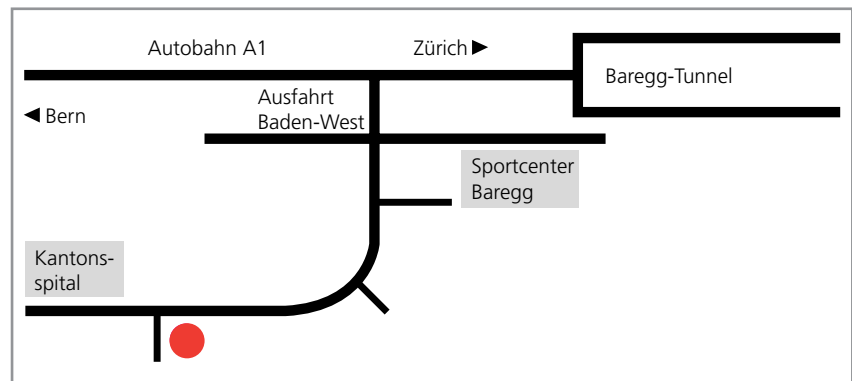 Autobahn A1
Zürich ►
Baregg-Tunnel
◄ Bern
Ausfahrt
Baden-West
Sportcenter
Baregg
Kantons-
spital